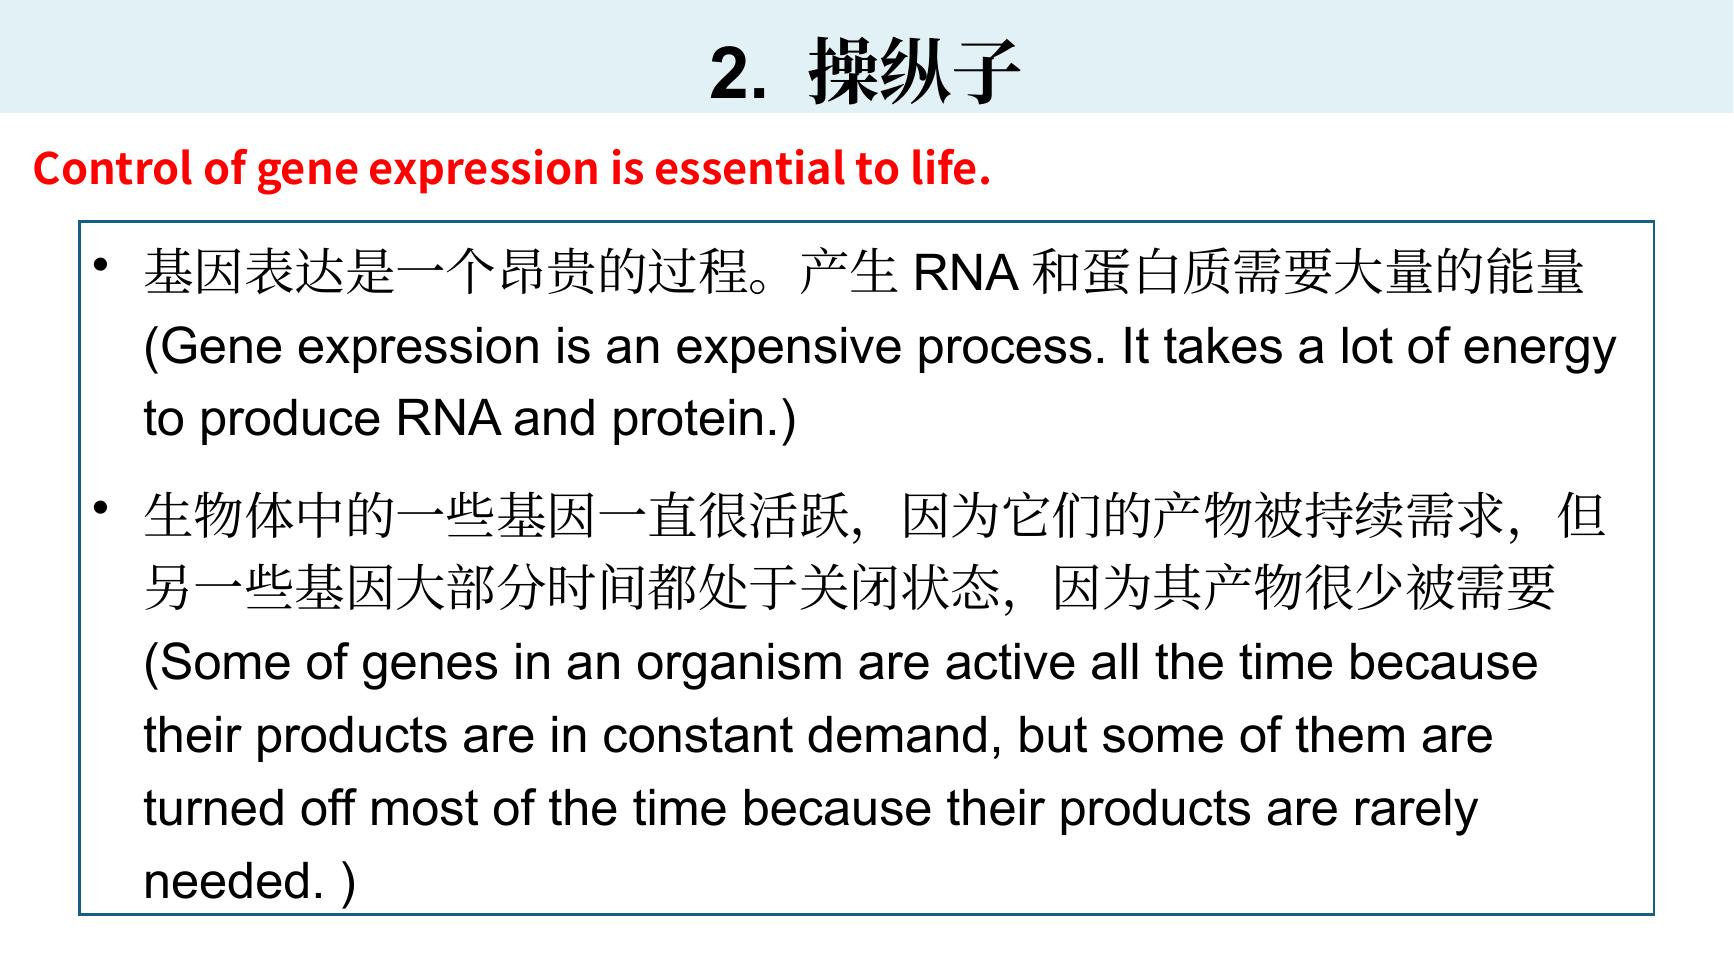 2. 操纵子
Control of gene expression is essential to life.
• 基因表达是一个昂贵的过程。产生 RNA 和蛋白质需要大量的能量
(Gene expression is an expensive process. It takes a lot of energy
to produce RNA and protein.)
• 生物体中的一些基因一直很活跃，因为它们的产物被持续需求，但
另一些基因大部分时间都处于关闭状态，因为其产物很少被需要
(Some of genes in an organism are active all the time because
their products are in constant demand, but some of them are
turned off most of the time because their products are rarely
needed. )